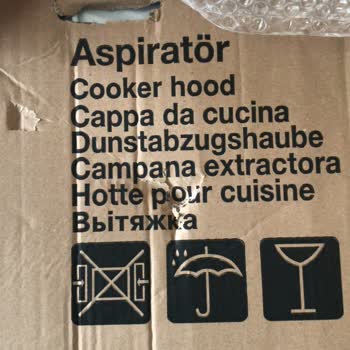 Aspiratör
Cooker hood
Cappa da cucina
Dunstabzugshaube
Campana extractora
Hotte pour cuisine
Вытяжка